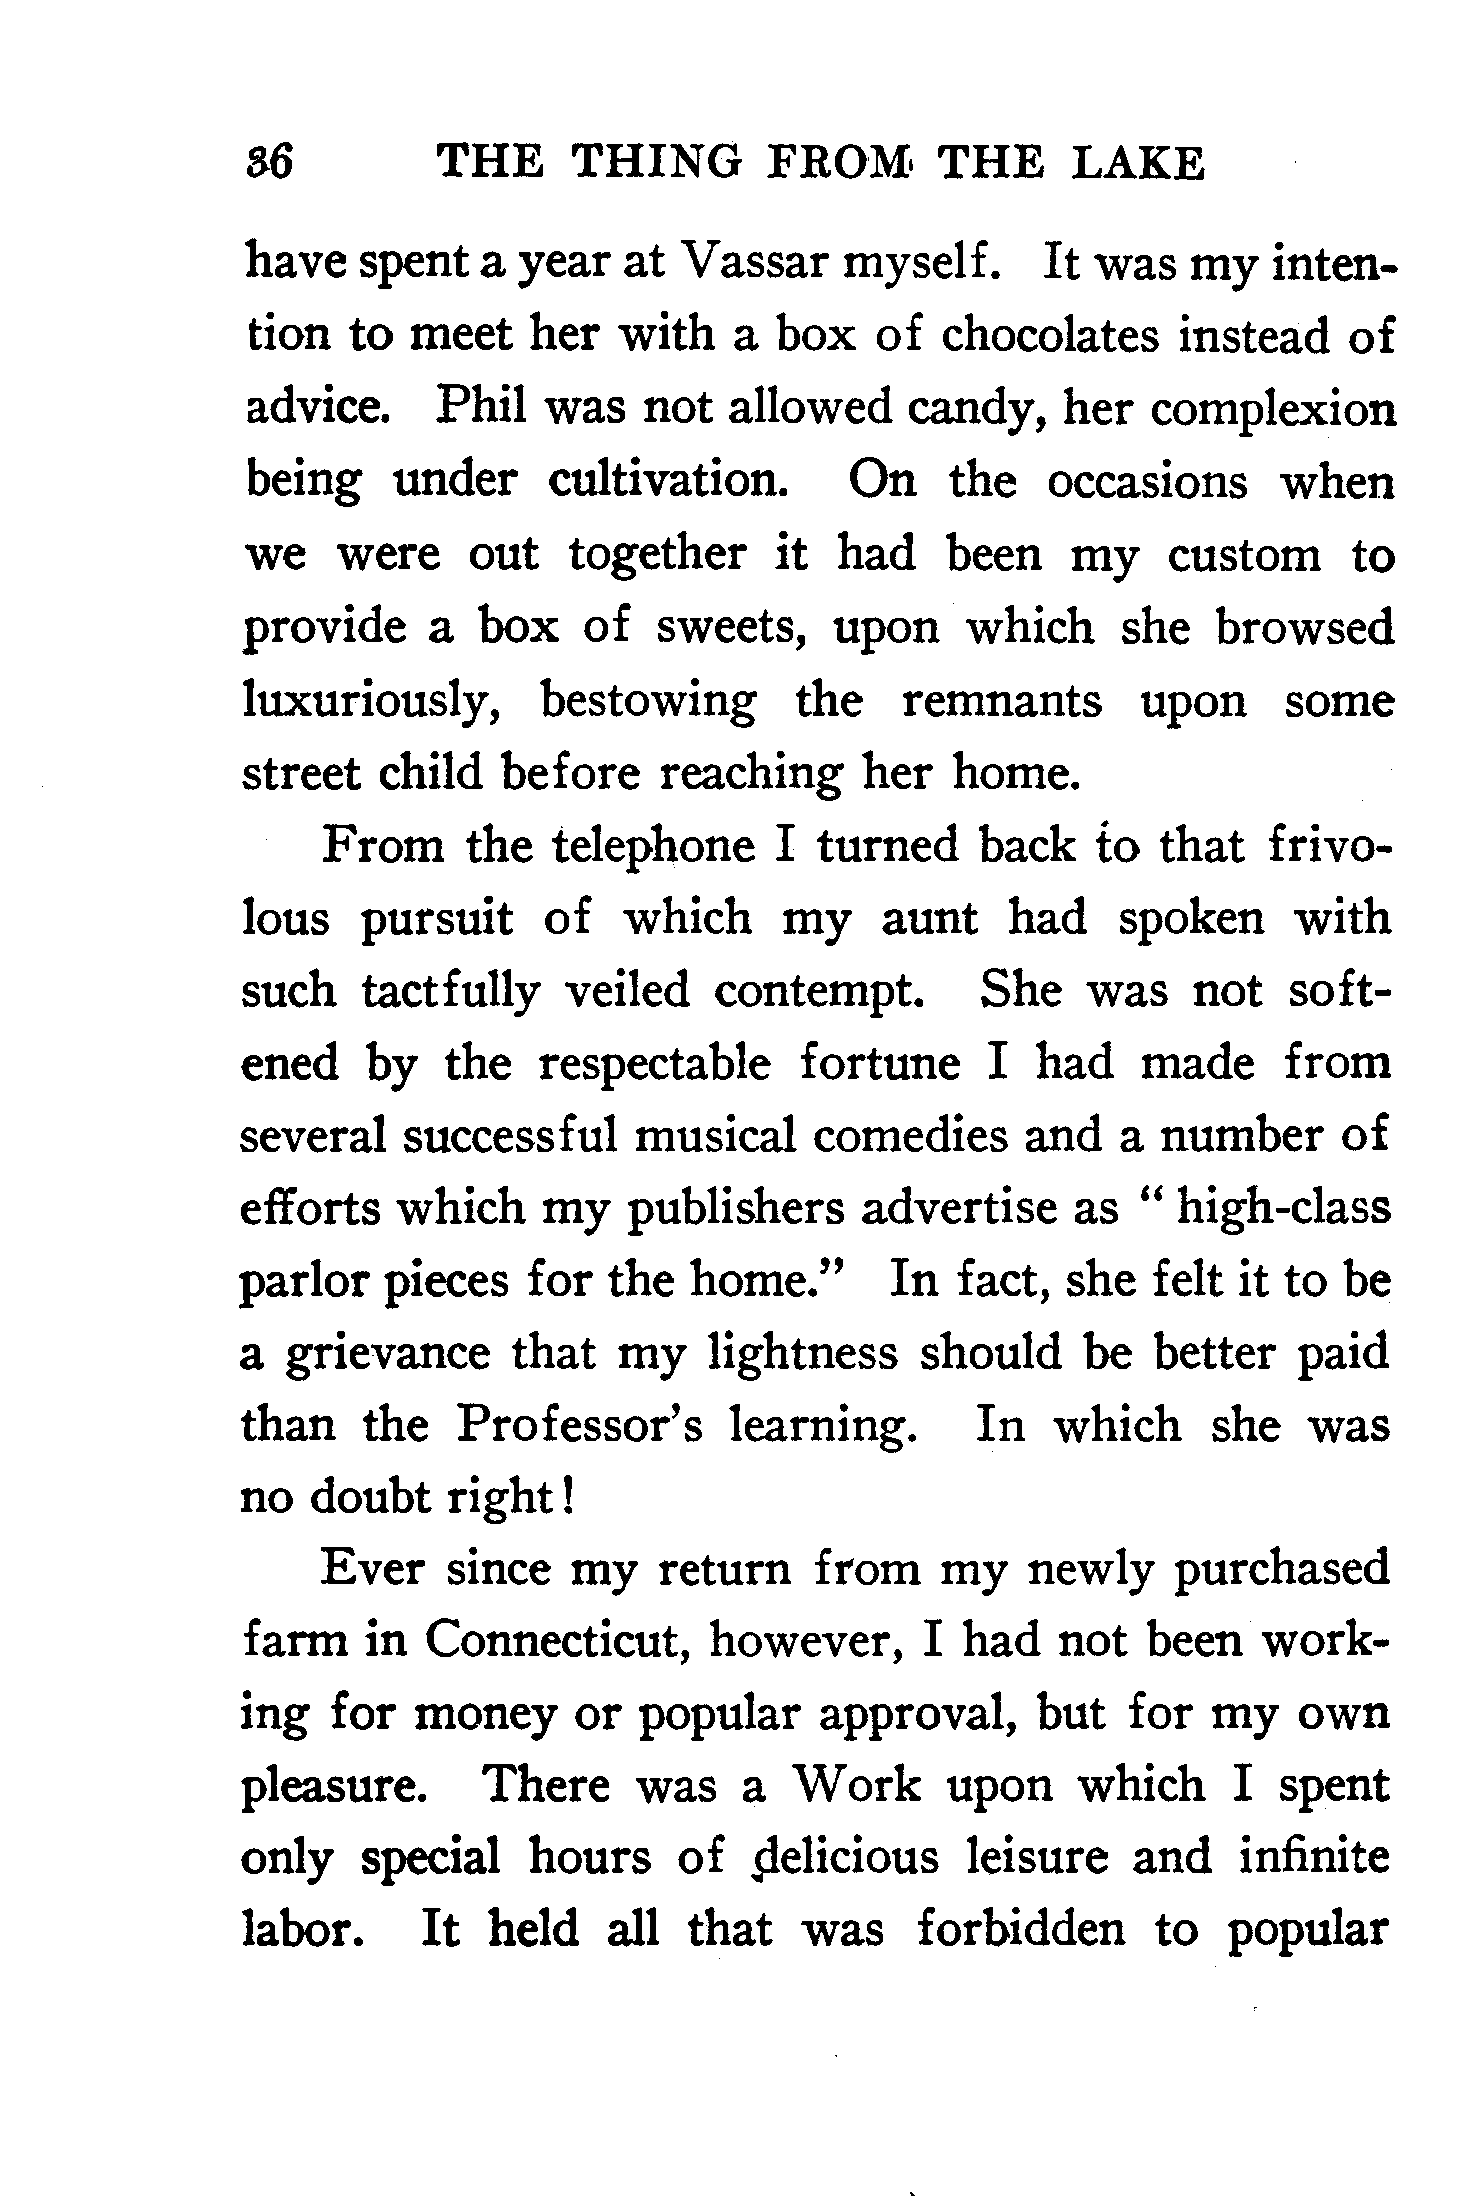 36 THE THING FROM THE LAKE
have spent a year at Vassar myself. It was my inten-
tion to meet her with a box of chocolates instead of
advice. Phil was not allowed candy, her complexion
being under cultivation. On the occasions when
we were out together it had been my custom to
provide a box of sweets, upon which she browsed
luxuriously, bestowing the remnants upon some
street child before reaching her home.
From the telephone I turned back to that frivo-
lous pursuit of which my aunt had spoken with
such tactfully veiled contempt. She was not soft-
ened by the respectable fortune I had made from
several successful musical comedies and a number of
efforts which my publishers advertise as “ high-class
parlor pieces for the home.” In fact, she felt it to be
a grievance that my lightness should be better paid
than the Professor’s learning. In which she was
no doubt right!
Ever since my return from my newly purchased
farm in Connecticut, however, I had not been work-
ing for money or popular approval, but for my own
pleasure. There was a Work upon which I spent
only special hours of delicious leisure and infinite
labor. It held all that was forbidden to popular